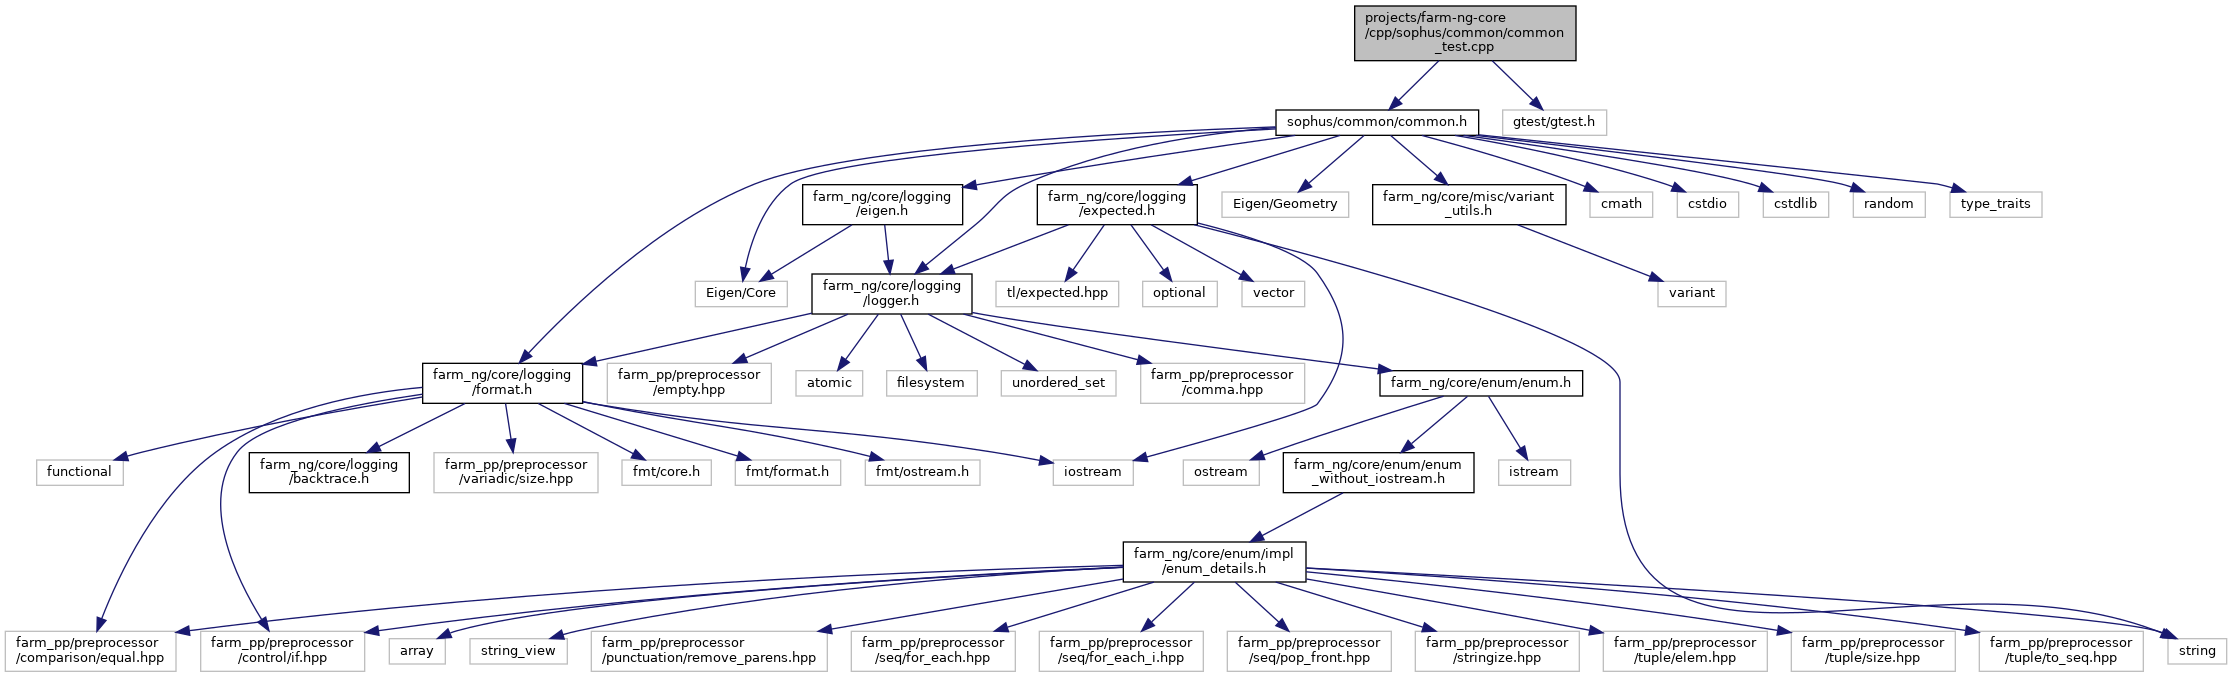 projects/farm-ng-core
/cpp/sophus/common/common
_test.cpp
sophus/common/common.h
gtest/gtest.h
farm_ng/core/logging
/eigen.h
farm_ng/core/logging
/expected.h
Eigen/Geometry
farm_ng/core/misc/variant
_utils.h
cmath
cstdio
cstdlib
random
type_traits
Eigen/Core
farm_ng/core/logging
/logger.h
tl/expected.hpp
optional
vector
variant
farm_ng/core/logging
/format.h
farm_pp/preprocessor
/empty.hpp
atomic
filesystem
unordered_set
farm_pp/preprocessor
/comma.hpp
farm_ng/core/enum/enum.h
functional
farm_ng/core/logging
/backtrace.h
farm_pp/preprocessor
/variadic/size.hpp
fmt/core.h
fmt/format.h
fmt/ostream.h
iostream
ostream
farm_ng/core/enum/enum
_without_iostream.h
istream
farm_ng/core/enum/impl
/enum_details.h
farm_pp/preprocessor
/comparison/equal.hpp
farm_pp/preprocessor
/control/if.hpp
array
string_view
farm_pp/preprocessor
/punctuation/remove_parens.hpp
farm_pp/preprocessor
/seq/for_each.hpp
farm_pp/preprocessor
/seq/for_each_i.hpp
farm_pp/preprocessor
/seq/pop_front.hpp
farm_pp/preprocessor
/stringize.hpp
farm_pp/preprocessor
/tuple/elem.hpp
farm_pp/preprocessor
/tuple/size.hpp
farm_pp/preprocessor
/tuple/to_seq.hpp
string